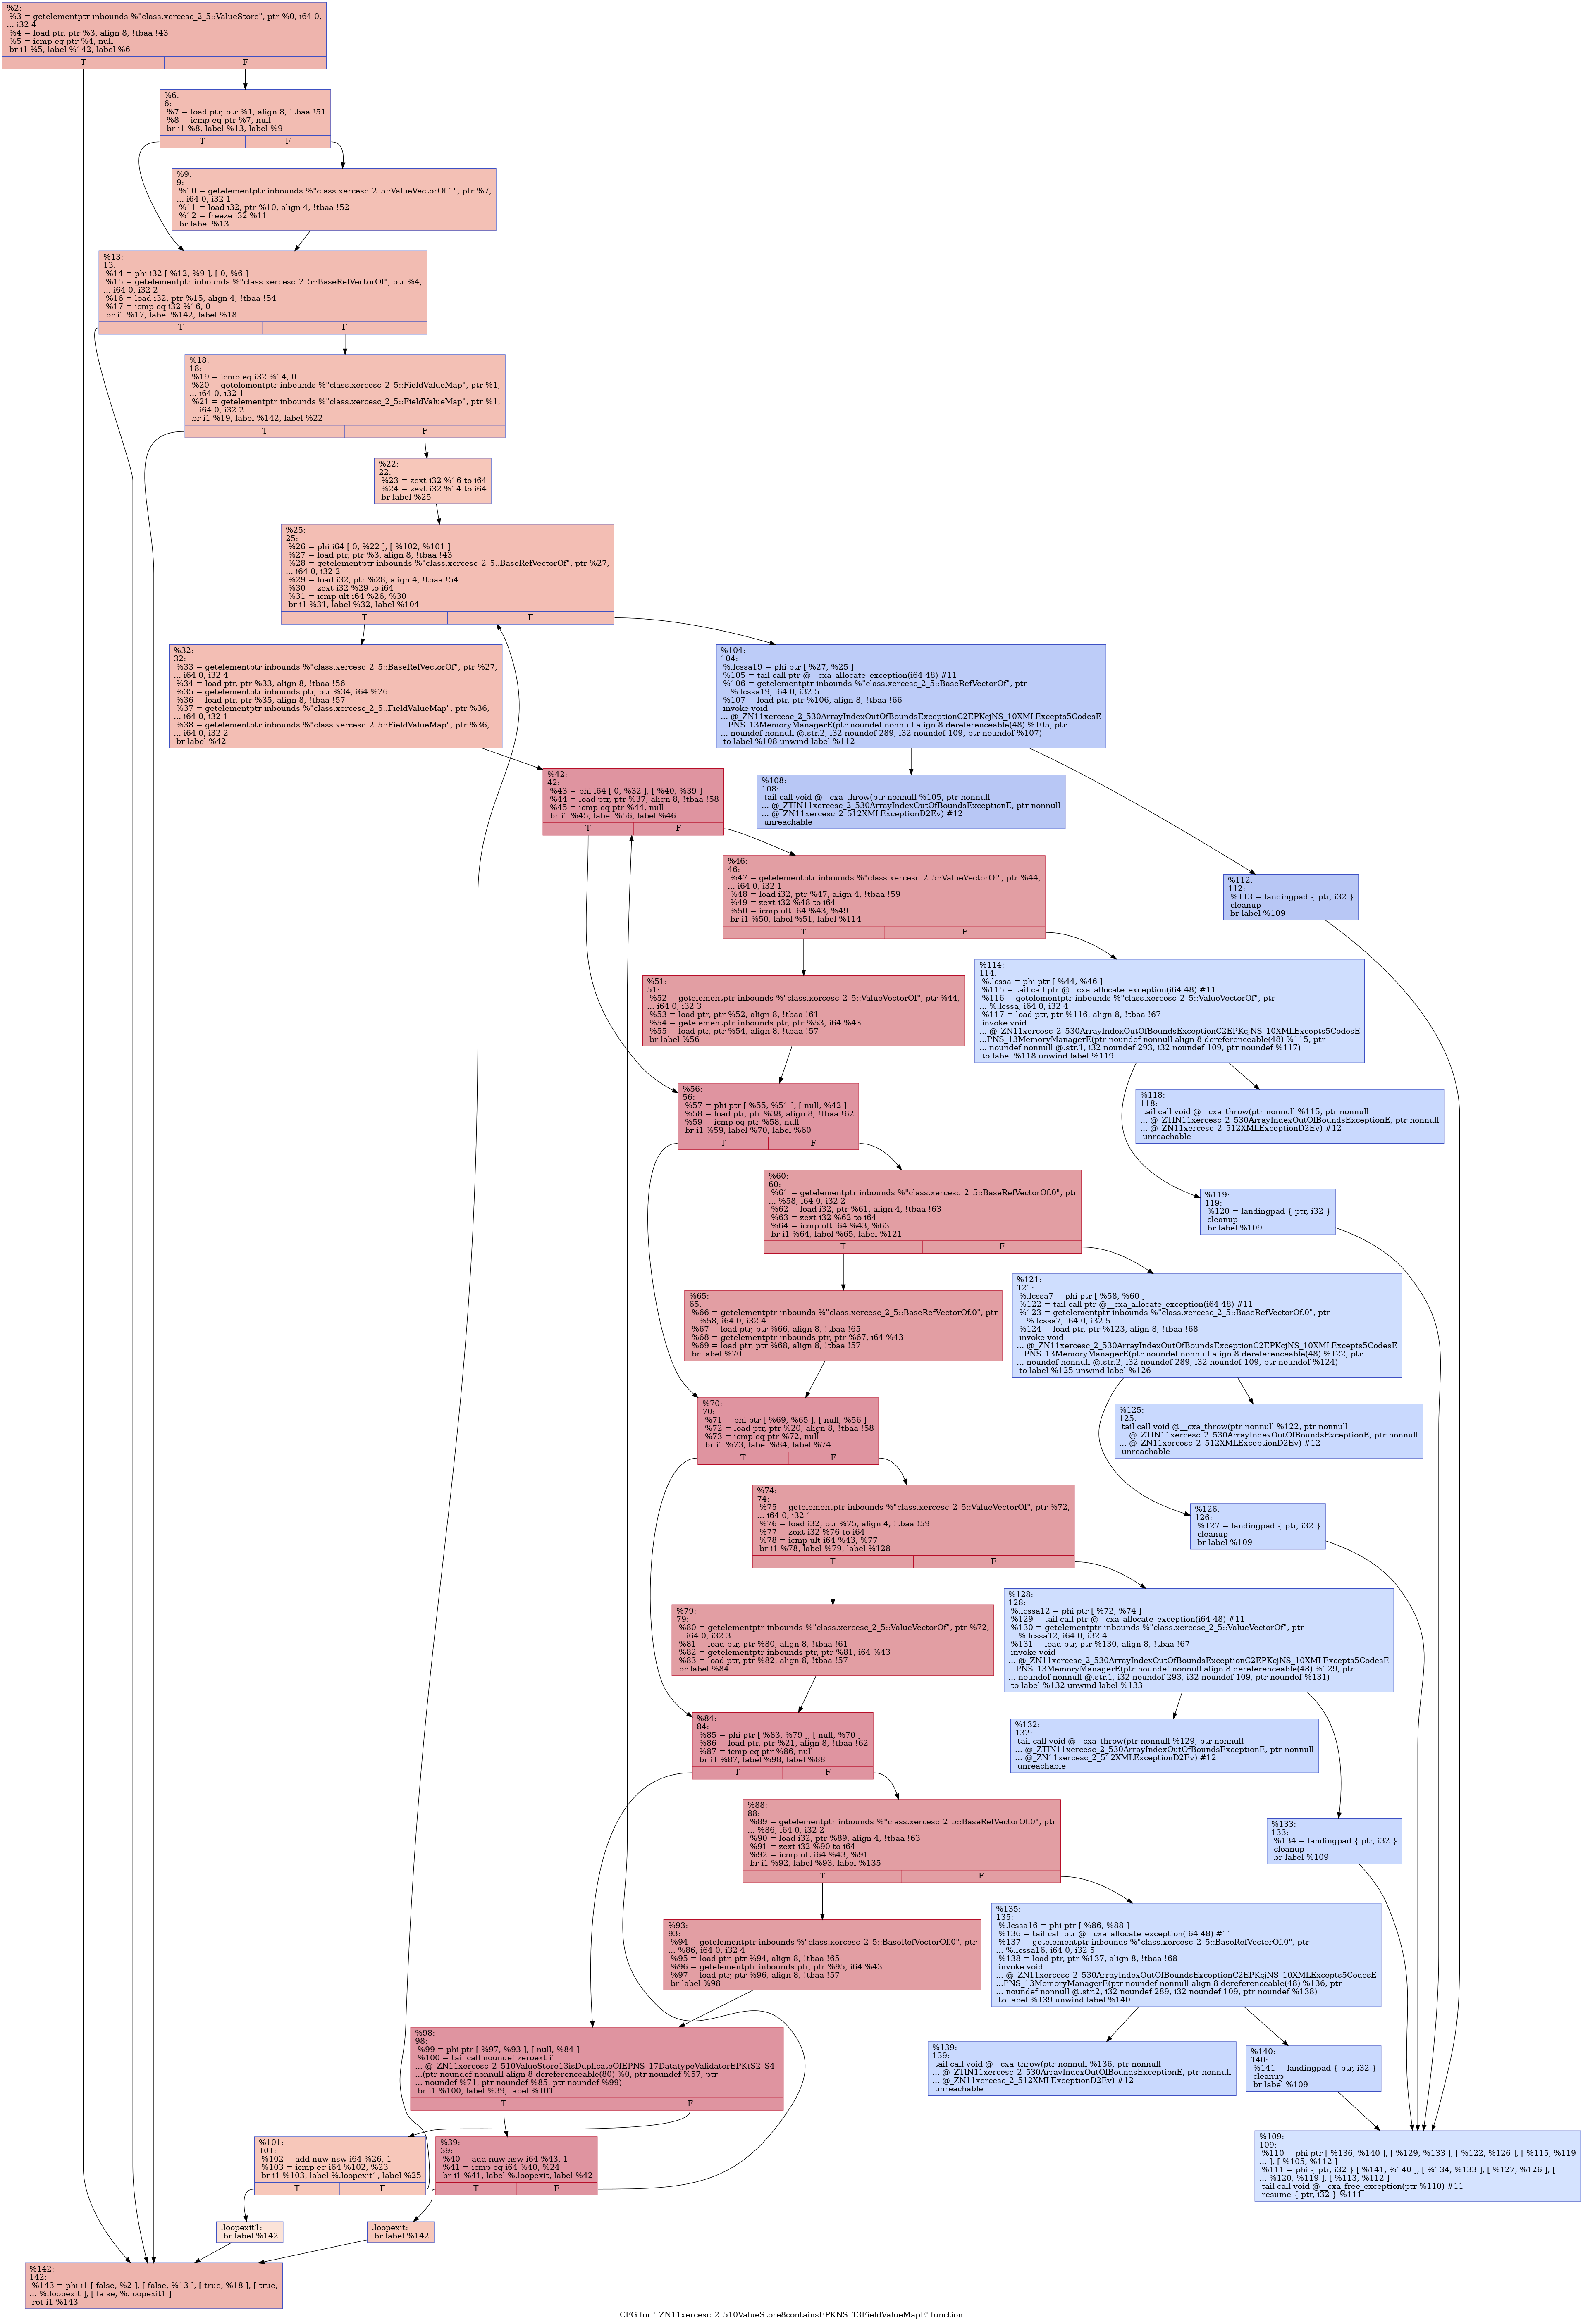 %2:
%3 = getelementptr inbounds %"class.xercesc_2_5::ValueStore", ptr %0, i64 0,
... i32 4
%4 = load ptr, ptr %3, align 8, !tbaa !43
%5 = icmp eq ptr %4, null
br i1 %5, label %142, label %6
T F
%6:
6:
%7 = load ptr, ptr %1, align 8, !tbaa !51
%8 = icmp eq ptr %7, null
br i1 %8, label %13, label %9
T F
%9:
9:
%10 = getelementptr inbounds %"class.xercesc_2_5::ValueVectorOf.1", ptr %7,
... i64 0, i32 1
%11 = load i32, ptr %10, align 4, !tbaa !52
%12 = freeze i32 %11
br label %13
%13:
13:
%14 = phi i32 [ %12, %9 ], [ 0, %6 ]
%15 = getelementptr inbounds %"class.xercesc_2_5::BaseRefVectorOf", ptr %4,
... i64 0, i32 2
%16 = load i32, ptr %15, align 4, !tbaa !54
%17 = icmp eq i32 %16, 0
br i1 %17, label %142, label %18
T F
%18:
18:
%19 = icmp eq i32 %14, 0
%20 = getelementptr inbounds %"class.xercesc_2_5::FieldValueMap", ptr %1,
... i64 0, i32 1
%21 = getelementptr inbounds %"class.xercesc_2_5::FieldValueMap", ptr %1,
... i64 0, i32 2
br i1 %19, label %142, label %22
T F
%22:
22:
%23 = zext i32 %16 to i64
%24 = zext i32 %14 to i64
br label %25
%25:
25:
%26 = phi i64 [ 0, %22 ], [ %102, %101 ]
%27 = load ptr, ptr %3, align 8, !tbaa !43
%28 = getelementptr inbounds %"class.xercesc_2_5::BaseRefVectorOf", ptr %27,
... i64 0, i32 2
%29 = load i32, ptr %28, align 4, !tbaa !54
%30 = zext i32 %29 to i64
%31 = icmp ult i64 %26, %30
br i1 %31, label %32, label %104
T F
%32:
32:
%33 = getelementptr inbounds %"class.xercesc_2_5::BaseRefVectorOf", ptr %27,
... i64 0, i32 4
%34 = load ptr, ptr %33, align 8, !tbaa !56
%35 = getelementptr inbounds ptr, ptr %34, i64 %26
%36 = load ptr, ptr %35, align 8, !tbaa !57
%37 = getelementptr inbounds %"class.xercesc_2_5::FieldValueMap", ptr %36,
... i64 0, i32 1
%38 = getelementptr inbounds %"class.xercesc_2_5::FieldValueMap", ptr %36,
... i64 0, i32 2
br label %42
%104:
104:
%.lcssa19 = phi ptr [ %27, %25 ]
%105 = tail call ptr @__cxa_allocate_exception(i64 48) #11
%106 = getelementptr inbounds %"class.xercesc_2_5::BaseRefVectorOf", ptr
... %.lcssa19, i64 0, i32 5
%107 = load ptr, ptr %106, align 8, !tbaa !66
invoke void
... @_ZN11xercesc_2_530ArrayIndexOutOfBoundsExceptionC2EPKcjNS_10XMLExcepts5CodesE
...PNS_13MemoryManagerE(ptr noundef nonnull align 8 dereferenceable(48) %105, ptr
... noundef nonnull @.str.2, i32 noundef 289, i32 noundef 109, ptr noundef %107)
to label %108 unwind label %112
%42:
42:
%43 = phi i64 [ 0, %32 ], [ %40, %39 ]
%44 = load ptr, ptr %37, align 8, !tbaa !58
%45 = icmp eq ptr %44, null
br i1 %45, label %56, label %46
T F
%108:
108:
tail call void @__cxa_throw(ptr nonnull %105, ptr nonnull
... @_ZTIN11xercesc_2_530ArrayIndexOutOfBoundsExceptionE, ptr nonnull
... @_ZN11xercesc_2_512XMLExceptionD2Ev) #12
unreachable
%46:
46:
%47 = getelementptr inbounds %"class.xercesc_2_5::ValueVectorOf", ptr %44,
... i64 0, i32 1
%48 = load i32, ptr %47, align 4, !tbaa !59
%49 = zext i32 %48 to i64
%50 = icmp ult i64 %43, %49
br i1 %50, label %51, label %114
T F
%112:
112:
%113 = landingpad { ptr, i32 }
cleanup
br label %109
%51:
51:
%52 = getelementptr inbounds %"class.xercesc_2_5::ValueVectorOf", ptr %44,
... i64 0, i32 3
%53 = load ptr, ptr %52, align 8, !tbaa !61
%54 = getelementptr inbounds ptr, ptr %53, i64 %43
%55 = load ptr, ptr %54, align 8, !tbaa !57
br label %56
%114:
114:
%.lcssa = phi ptr [ %44, %46 ]
%115 = tail call ptr @__cxa_allocate_exception(i64 48) #11
%116 = getelementptr inbounds %"class.xercesc_2_5::ValueVectorOf", ptr
... %.lcssa, i64 0, i32 4
%117 = load ptr, ptr %116, align 8, !tbaa !67
invoke void
... @_ZN11xercesc_2_530ArrayIndexOutOfBoundsExceptionC2EPKcjNS_10XMLExcepts5CodesE
...PNS_13MemoryManagerE(ptr noundef nonnull align 8 dereferenceable(48) %115, ptr
... noundef nonnull @.str.1, i32 noundef 293, i32 noundef 109, ptr noundef %117)
to label %118 unwind label %119
%56:
56:
%57 = phi ptr [ %55, %51 ], [ null, %42 ]
%58 = load ptr, ptr %38, align 8, !tbaa !62
%59 = icmp eq ptr %58, null
br i1 %59, label %70, label %60
T F
%118:
118:
tail call void @__cxa_throw(ptr nonnull %115, ptr nonnull
... @_ZTIN11xercesc_2_530ArrayIndexOutOfBoundsExceptionE, ptr nonnull
... @_ZN11xercesc_2_512XMLExceptionD2Ev) #12
unreachable
%60:
60:
%61 = getelementptr inbounds %"class.xercesc_2_5::BaseRefVectorOf.0", ptr
... %58, i64 0, i32 2
%62 = load i32, ptr %61, align 4, !tbaa !63
%63 = zext i32 %62 to i64
%64 = icmp ult i64 %43, %63
br i1 %64, label %65, label %121
T F
%119:
119:
%120 = landingpad { ptr, i32 }
cleanup
br label %109
%65:
65:
%66 = getelementptr inbounds %"class.xercesc_2_5::BaseRefVectorOf.0", ptr
... %58, i64 0, i32 4
%67 = load ptr, ptr %66, align 8, !tbaa !65
%68 = getelementptr inbounds ptr, ptr %67, i64 %43
%69 = load ptr, ptr %68, align 8, !tbaa !57
br label %70
%121:
121:
%.lcssa7 = phi ptr [ %58, %60 ]
%122 = tail call ptr @__cxa_allocate_exception(i64 48) #11
%123 = getelementptr inbounds %"class.xercesc_2_5::BaseRefVectorOf.0", ptr
... %.lcssa7, i64 0, i32 5
%124 = load ptr, ptr %123, align 8, !tbaa !68
invoke void
... @_ZN11xercesc_2_530ArrayIndexOutOfBoundsExceptionC2EPKcjNS_10XMLExcepts5CodesE
...PNS_13MemoryManagerE(ptr noundef nonnull align 8 dereferenceable(48) %122, ptr
... noundef nonnull @.str.2, i32 noundef 289, i32 noundef 109, ptr noundef %124)
to label %125 unwind label %126
%70:
70:
%71 = phi ptr [ %69, %65 ], [ null, %56 ]
%72 = load ptr, ptr %20, align 8, !tbaa !58
%73 = icmp eq ptr %72, null
br i1 %73, label %84, label %74
T F
%125:
125:
tail call void @__cxa_throw(ptr nonnull %122, ptr nonnull
... @_ZTIN11xercesc_2_530ArrayIndexOutOfBoundsExceptionE, ptr nonnull
... @_ZN11xercesc_2_512XMLExceptionD2Ev) #12
unreachable
%74:
74:
%75 = getelementptr inbounds %"class.xercesc_2_5::ValueVectorOf", ptr %72,
... i64 0, i32 1
%76 = load i32, ptr %75, align 4, !tbaa !59
%77 = zext i32 %76 to i64
%78 = icmp ult i64 %43, %77
br i1 %78, label %79, label %128
T F
%126:
126:
%127 = landingpad { ptr, i32 }
cleanup
br label %109
%79:
79:
%80 = getelementptr inbounds %"class.xercesc_2_5::ValueVectorOf", ptr %72,
... i64 0, i32 3
%81 = load ptr, ptr %80, align 8, !tbaa !61
%82 = getelementptr inbounds ptr, ptr %81, i64 %43
%83 = load ptr, ptr %82, align 8, !tbaa !57
br label %84
%128:
128:
%.lcssa12 = phi ptr [ %72, %74 ]
%129 = tail call ptr @__cxa_allocate_exception(i64 48) #11
%130 = getelementptr inbounds %"class.xercesc_2_5::ValueVectorOf", ptr
... %.lcssa12, i64 0, i32 4
%131 = load ptr, ptr %130, align 8, !tbaa !67
invoke void
... @_ZN11xercesc_2_530ArrayIndexOutOfBoundsExceptionC2EPKcjNS_10XMLExcepts5CodesE
...PNS_13MemoryManagerE(ptr noundef nonnull align 8 dereferenceable(48) %129, ptr
... noundef nonnull @.str.1, i32 noundef 293, i32 noundef 109, ptr noundef %131)
to label %132 unwind label %133
%84:
84:
%85 = phi ptr [ %83, %79 ], [ null, %70 ]
%86 = load ptr, ptr %21, align 8, !tbaa !62
%87 = icmp eq ptr %86, null
br i1 %87, label %98, label %88
T F
%132:
132:
tail call void @__cxa_throw(ptr nonnull %129, ptr nonnull
... @_ZTIN11xercesc_2_530ArrayIndexOutOfBoundsExceptionE, ptr nonnull
... @_ZN11xercesc_2_512XMLExceptionD2Ev) #12
unreachable
%88:
88:
%89 = getelementptr inbounds %"class.xercesc_2_5::BaseRefVectorOf.0", ptr
... %86, i64 0, i32 2
%90 = load i32, ptr %89, align 4, !tbaa !63
%91 = zext i32 %90 to i64
%92 = icmp ult i64 %43, %91
br i1 %92, label %93, label %135
T F
%133:
133:
%134 = landingpad { ptr, i32 }
cleanup
br label %109
%93:
93:
%94 = getelementptr inbounds %"class.xercesc_2_5::BaseRefVectorOf.0", ptr
... %86, i64 0, i32 4
%95 = load ptr, ptr %94, align 8, !tbaa !65
%96 = getelementptr inbounds ptr, ptr %95, i64 %43
%97 = load ptr, ptr %96, align 8, !tbaa !57
br label %98
%135:
135:
%.lcssa16 = phi ptr [ %86, %88 ]
%136 = tail call ptr @__cxa_allocate_exception(i64 48) #11
%137 = getelementptr inbounds %"class.xercesc_2_5::BaseRefVectorOf.0", ptr
... %.lcssa16, i64 0, i32 5
%138 = load ptr, ptr %137, align 8, !tbaa !68
invoke void
... @_ZN11xercesc_2_530ArrayIndexOutOfBoundsExceptionC2EPKcjNS_10XMLExcepts5CodesE
...PNS_13MemoryManagerE(ptr noundef nonnull align 8 dereferenceable(48) %136, ptr
... noundef nonnull @.str.2, i32 noundef 289, i32 noundef 109, ptr noundef %138)
to label %139 unwind label %140
%98:
98:
%99 = phi ptr [ %97, %93 ], [ null, %84 ]
%100 = tail call noundef zeroext i1
... @_ZN11xercesc_2_510ValueStore13isDuplicateOfEPNS_17DatatypeValidatorEPKtS2_S4_
...(ptr noundef nonnull align 8 dereferenceable(80) %0, ptr noundef %57, ptr
... noundef %71, ptr noundef %85, ptr noundef %99)
br i1 %100, label %39, label %101
T F
%139:
139:
tail call void @__cxa_throw(ptr nonnull %136, ptr nonnull
... @_ZTIN11xercesc_2_530ArrayIndexOutOfBoundsExceptionE, ptr nonnull
... @_ZN11xercesc_2_512XMLExceptionD2Ev) #12
unreachable
%140:
140:
%141 = landingpad { ptr, i32 }
cleanup
br label %109
%101:
101:
%102 = add nuw nsw i64 %26, 1
%103 = icmp eq i64 %102, %23
br i1 %103, label %.loopexit1, label %25
T F
%39:
39:
%40 = add nuw nsw i64 %43, 1
%41 = icmp eq i64 %40, %24
br i1 %41, label %.loopexit, label %42
T F
%109:
109:
%110 = phi ptr [ %136, %140 ], [ %129, %133 ], [ %122, %126 ], [ %115, %119
... ], [ %105, %112 ]
%111 = phi { ptr, i32 } [ %141, %140 ], [ %134, %133 ], [ %127, %126 ], [
... %120, %119 ], [ %113, %112 ]
tail call void @__cxa_free_exception(ptr %110) #11
resume { ptr, i32 } %111
.loopexit1:
br label %142
.loopexit:
br label %142
%142:
142:
%143 = phi i1 [ false, %2 ], [ false, %13 ], [ true, %18 ], [ true,
... %.loopexit ], [ false, %.loopexit1 ]
ret i1 %143
CFG for '_ZN11xercesc_2_510ValueStore8containsEPKNS_13FieldValueMapE' function